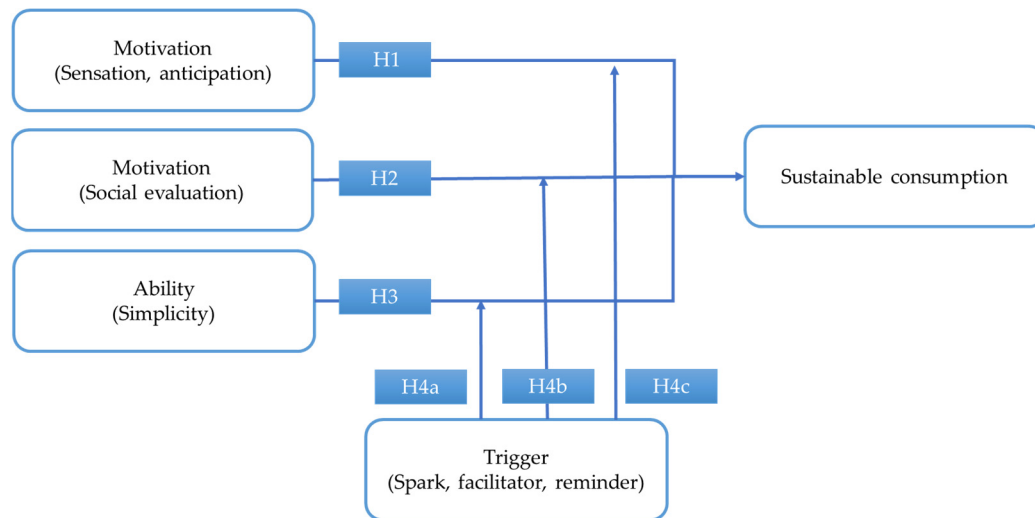 Motivation
(Sensation, anticipation)
H1
Motivation
(Social evaluation)
H2
Sustainable consumption
Ability
(Simplicity)
H3
H4a
H4b
H4c
Trigger
(Spark, facilitator, reminder)